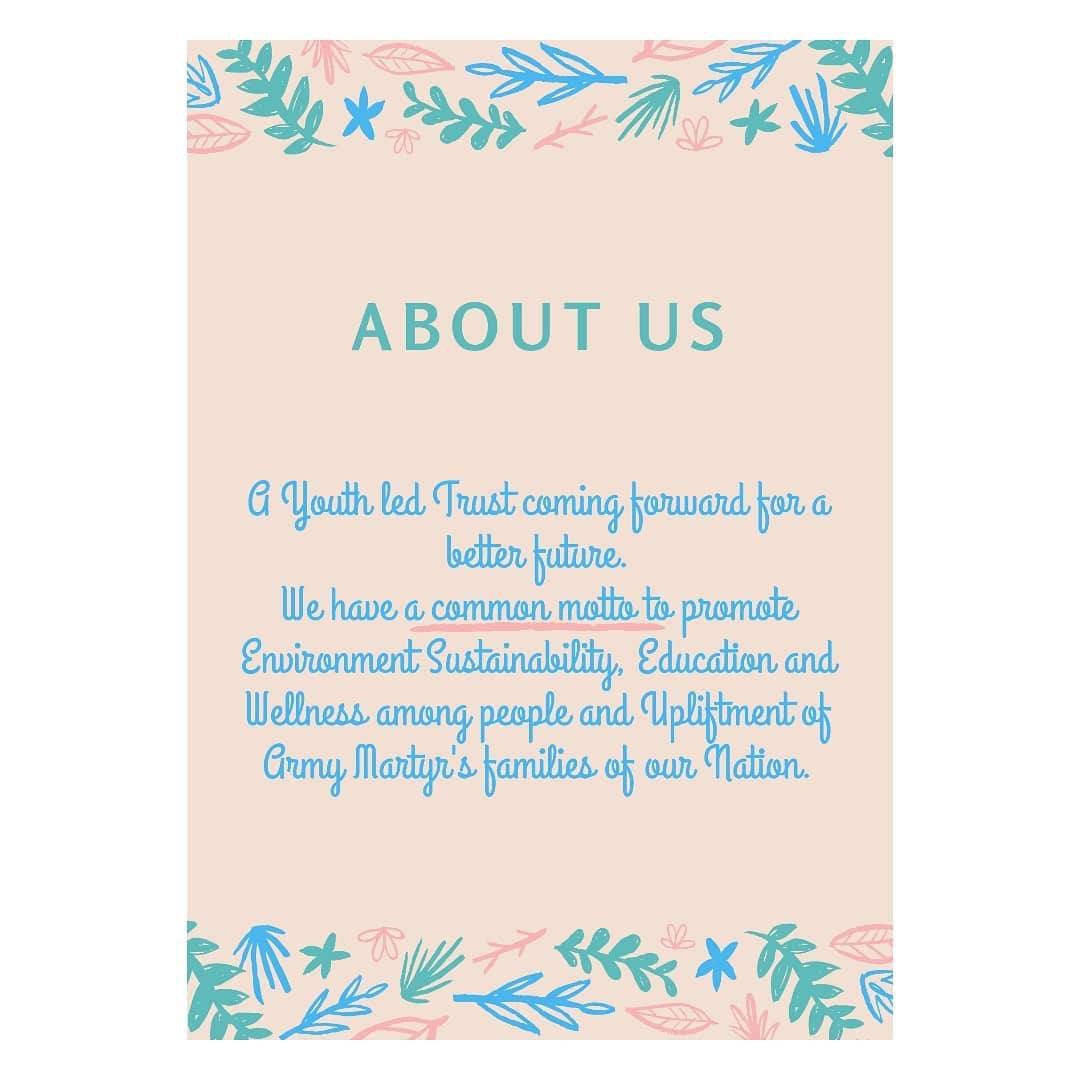 ABOUT US
A Youth led Trust coming forward for a
better future.
We have a common motto to promote
Environment Sustainability, Education and
Wellness among people and Upliftment of
Army Martyr's families of our Nation.